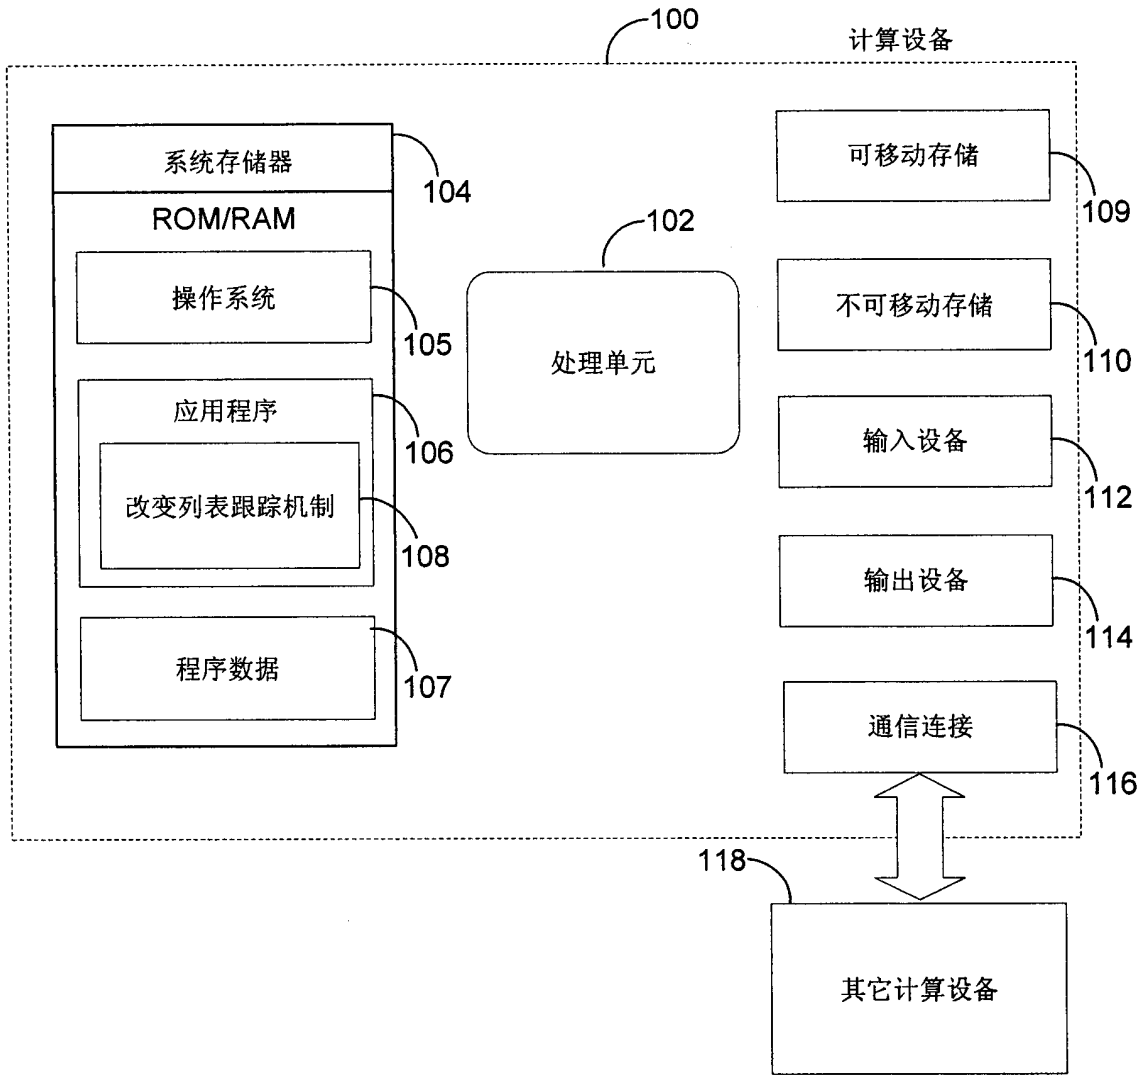 100
计算设备
系统存储器
104
ROM/RAM
操作系统
105
应用程序
106
改变列表跟踪机制
108
程序数据
107
102
处理单元
可移动存储
109
不可移动存储
110
输入设备
112
输出设备
114
通信连接
116
118
其它计算设备